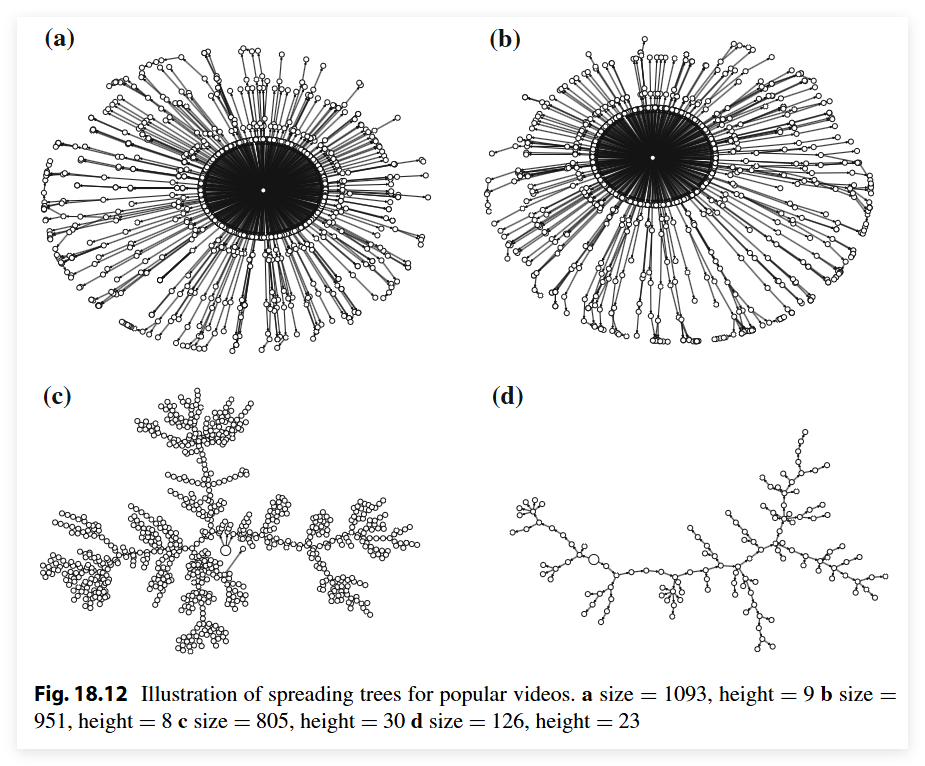 (a)
(b)
(c)
(d)
Fig. 18.12 Illustration of spreading trees for popular videos. a size = 1093, height = 9 b size =
951, height = 8 c size = 805, height = 30 d size = 126, height = 23